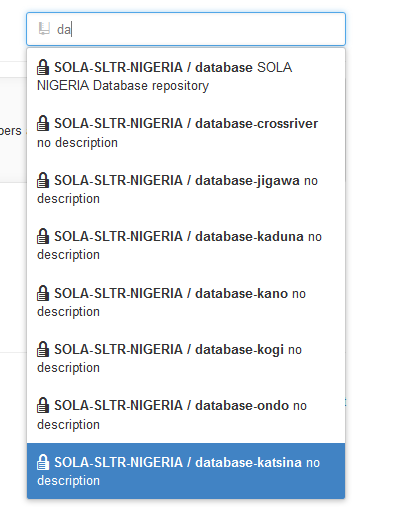 da
SOLA-SLTR-NIGERIA / database SOLA
NIGERIA Database repository
SOLA-SLTR-NIGERIA / database-crossriver
no description
pers
SOLA-SLTR-NIGERIA / database-jigawa no
description
SOLA-SLTR-NIGERIA / database-kaduna no
description
SOLA-SLTR-NIGERIA / database-kano no
description
SOLA-SLTR-NIGERIA / database-kogi no
description
SOLA-SLTR-NIGERIA / database-ondo no
description
SOLA-SLTR-NIGERIA / database-katsina no
description